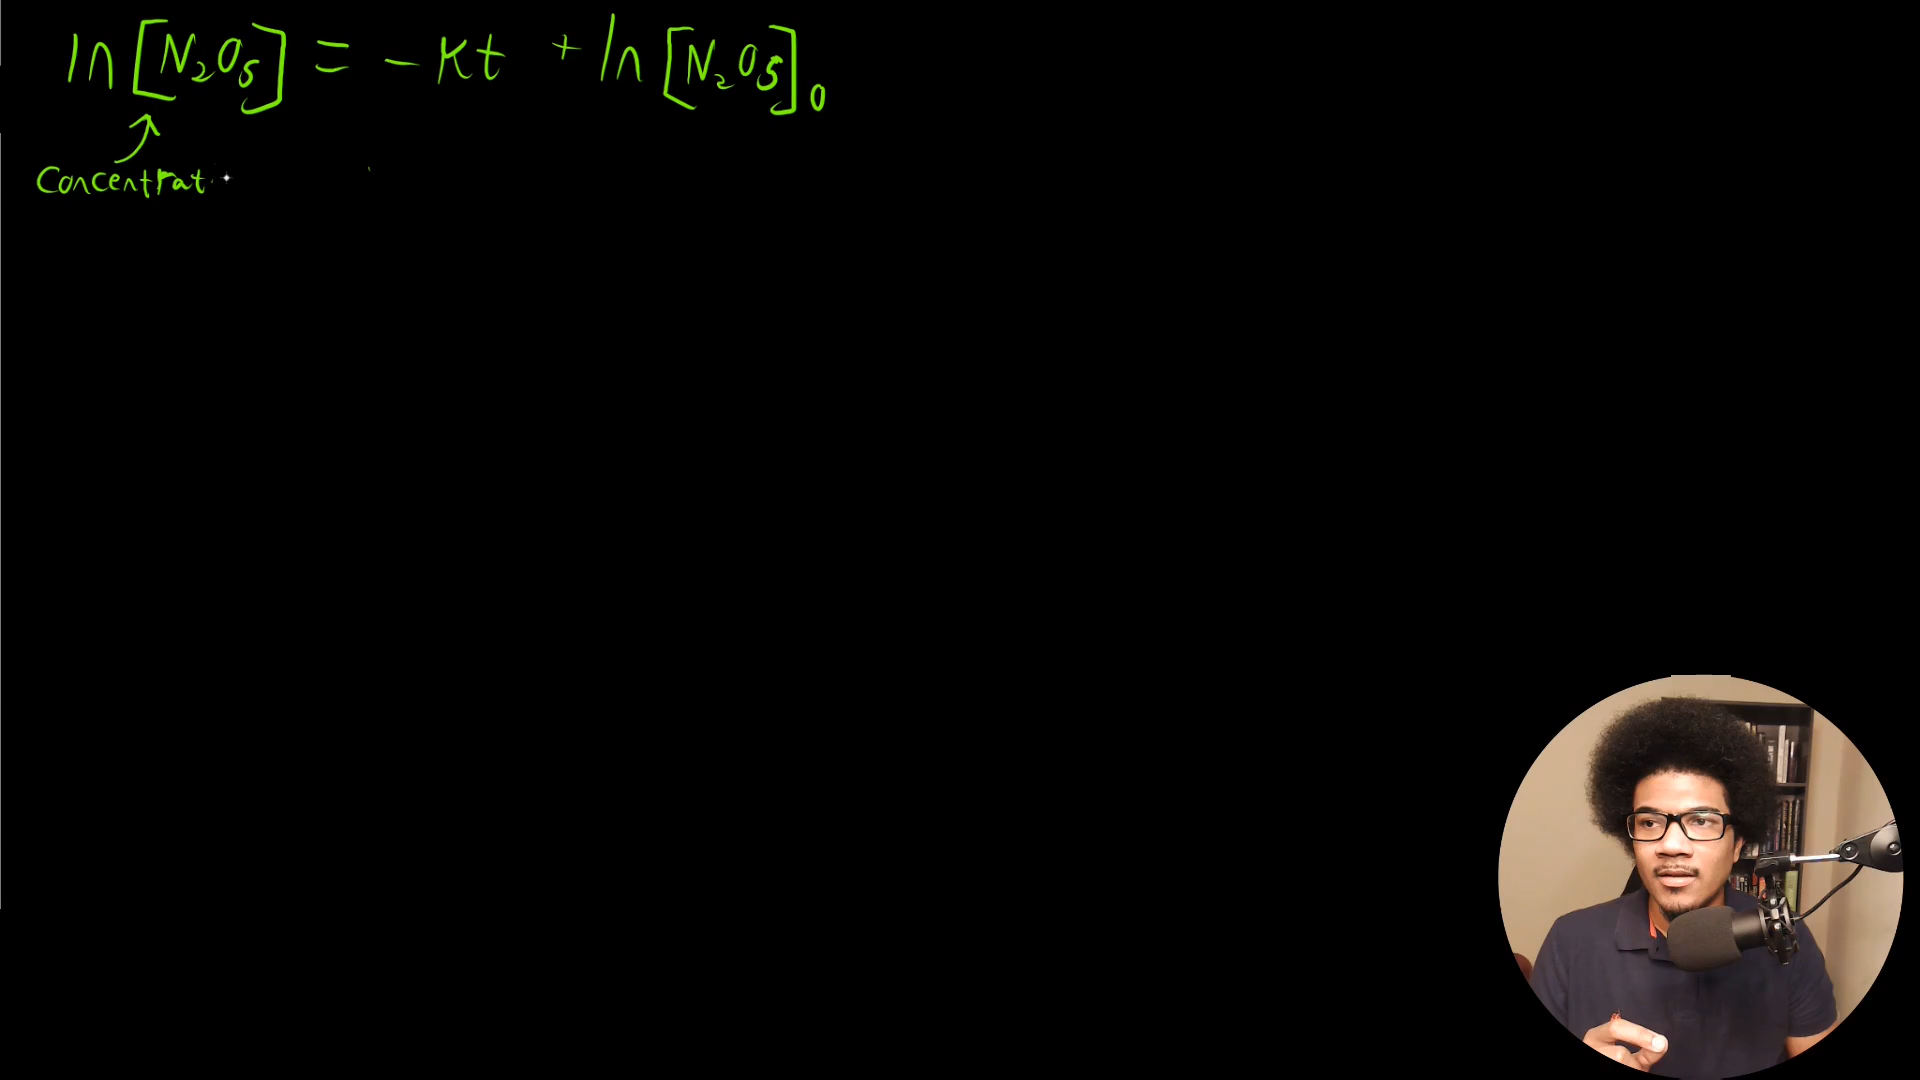 ln[N₂O₅] = -Kt + ln[N₂O₅]₀
Concentrat